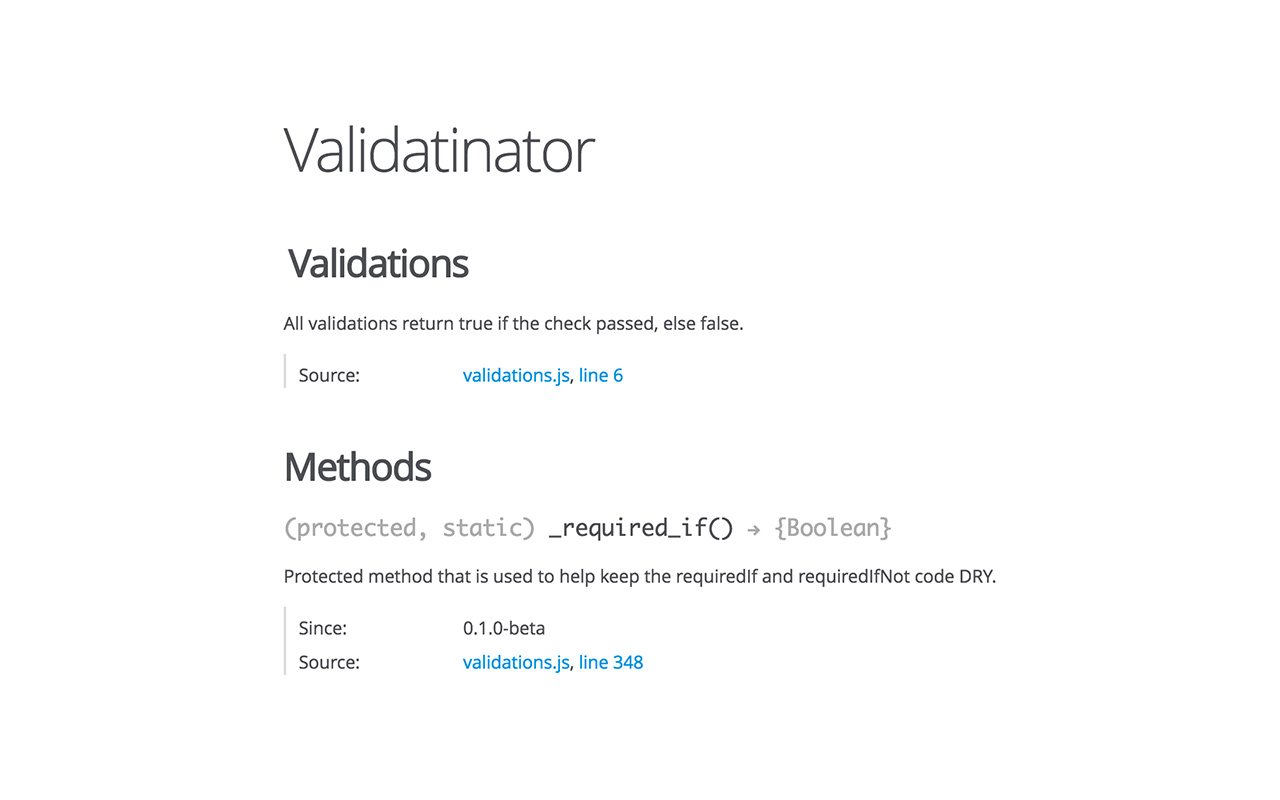 Validatinator
Validations
All validations return true if the check passed, else false.
Source: validations.js, line 6
Methods
(protected, static) _required_if() → {Boolean}
Protected method that is used to help keep the requiredIf and requiredIfNot code DRY.
Since: 0.1.0-beta
Source: validations.js, line 348